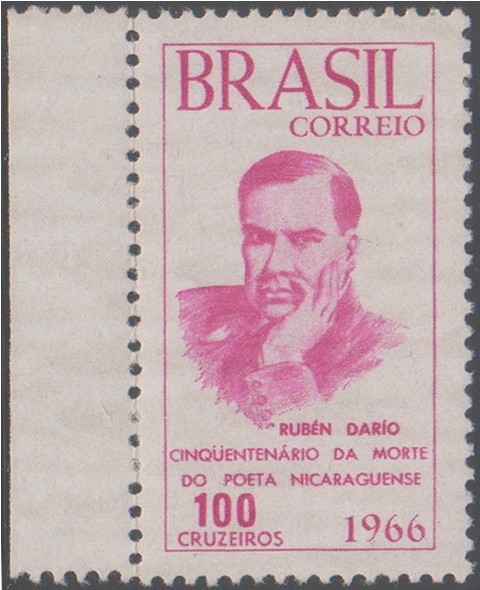 BRASIL
CORREIO
RUBÉN DARÍO
CINQÜENTENÁRIO DA MORTE
DO POETA NICARAGUENSE
100
CRUZEIROS
1966